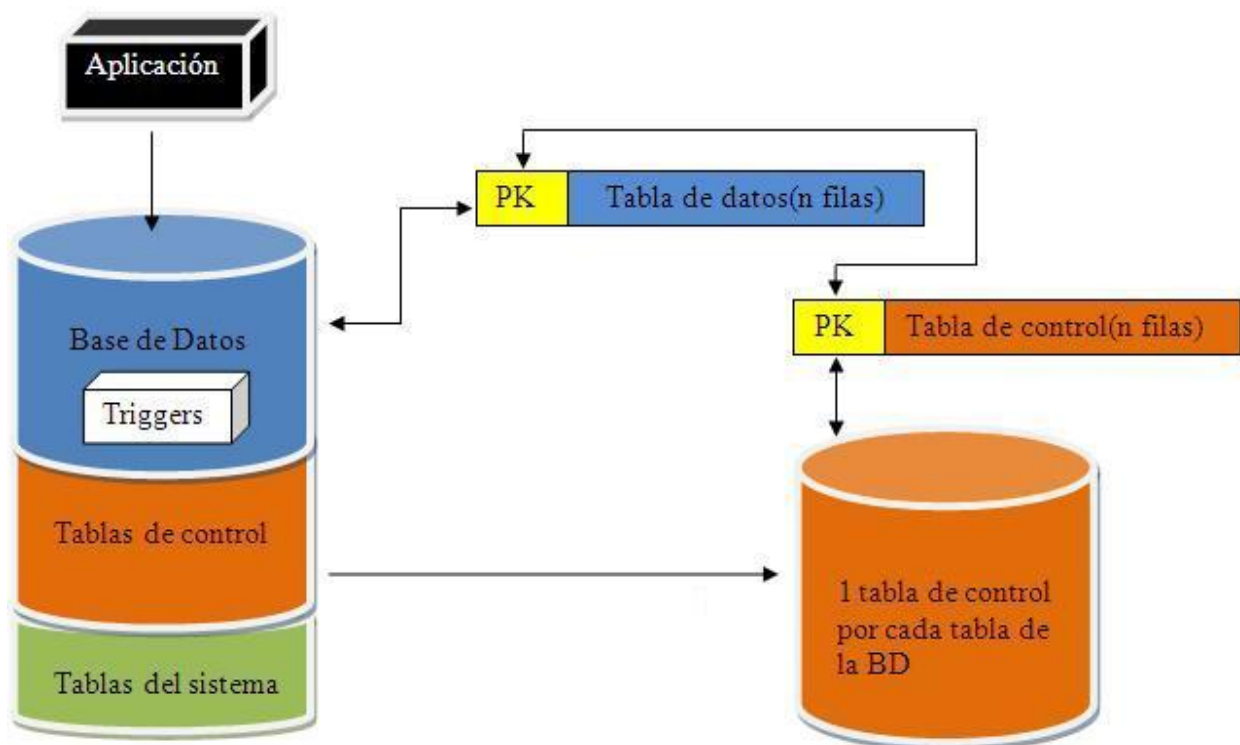 Aplicación
PK
Tabla de datos(n filas)
PK
Tabla de control(n filas)
Base de Datos
Triggers
Tablas de control
1 tabla de control
por cada tabla de
la BD
Tablas del sistema